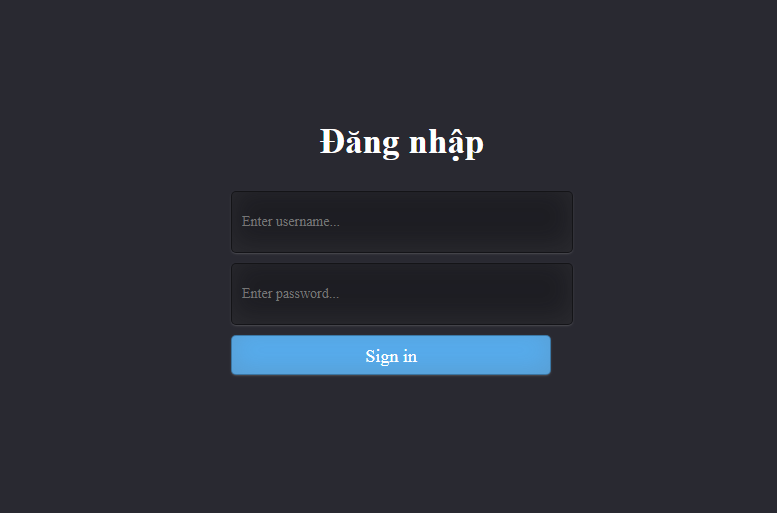 Đăng nhập
Enter username...
Enter password...
Sign in